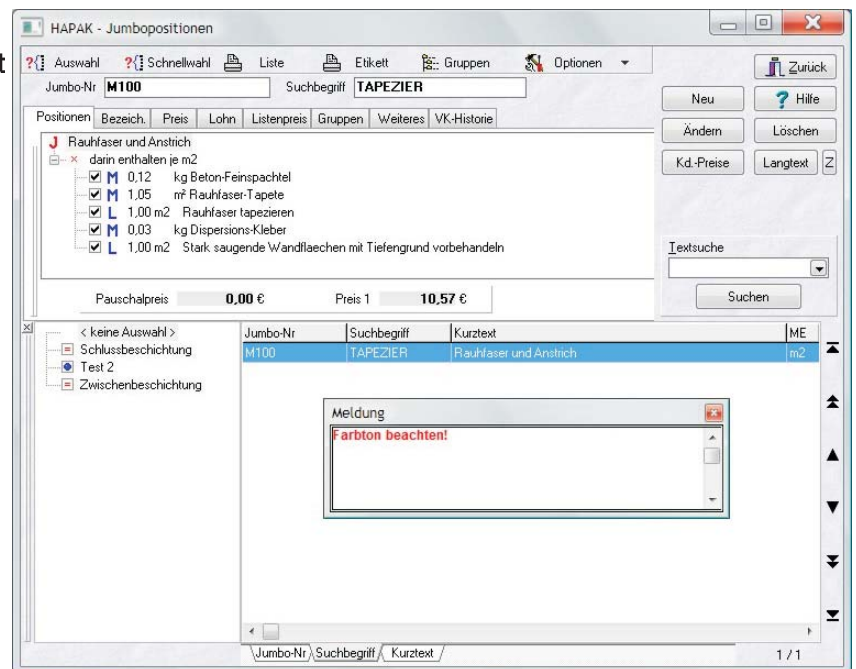 t
HAPAK - Jumbopositionen
?{} Auswahl ?{} Schnellwahl Liste Etikett Gruppen Optionen
Zurück
Jumbo-Nr M100 Suchbegriff TAPEZIER
Neu ? Hilfe
Positionen Bezeich. Preis Lohn Listenpreis Gruppen Weiteres VK-Historie
Ändern Löschen
J Rauhfaser und Anstrich
Kd.-Preise Langtext Z
darin enthalten je m2
M 0,12 kg Beton-Feinspachtel
M 1,05 m² Rauhfaser-Tapete
L 1,00 m2 Rauhfaser tapezieren
M 0,03 kg Dispersions-Kleber
L 1,00 m2 Stark saugende Wandflaechen mit Tiefengrund vorbehandeln
Textsuche
Suchen
Pauschalpreis 0,00 € Preis 1 10,57 €
< keine Auswahl >
Schlussbeschichtung
Test 2
Zwischenbeschichtung
Jumbo-Nr Suchbegriff Kurztext ME
M100 TAPEZIER Rauhfaser und Anstrich m2
Meldung
Farbton beachten!
Jumbo-Nr Suchbegriff Kurztext
1 / 1